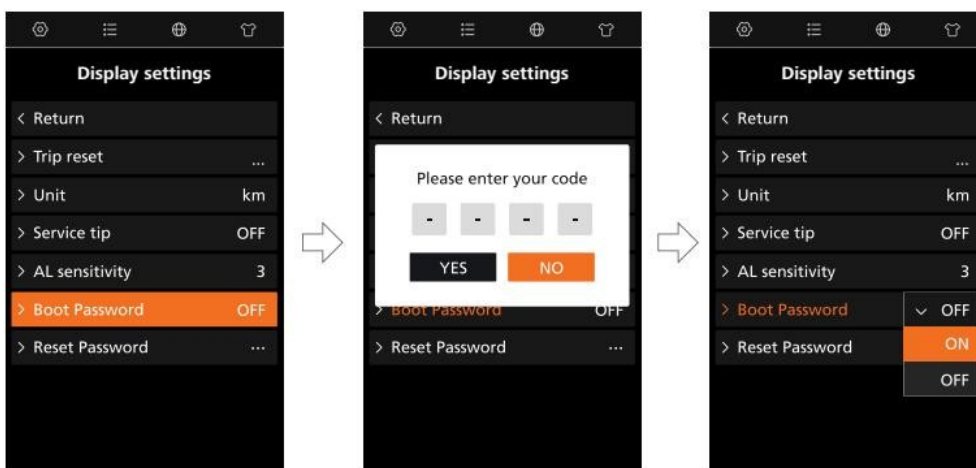 Display settings
< Return
> Trip reset ...
> Unit km
> Service tip OFF
> AL sensitivity 3
> Boot Password OFF
> Reset Password ...
Display settings
< Return
Please enter your code
- - - -
YES NO
> Boot Password OFF
> Reset Password ...
Display settings
< Return
> Trip reset ...
> Unit km
> Service tip OFF
> AL sensitivity 3
> Boot Password OFF
> Reset Password ON
OFF